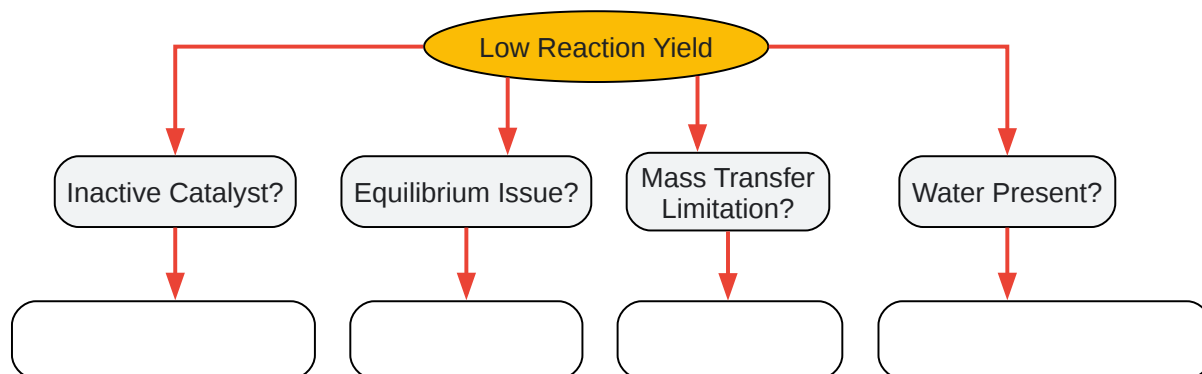 Low Reaction Yield
Inactive Catalyst?
Equilibrium Issue?
Mass Transfer
Limitation?
Water Present?